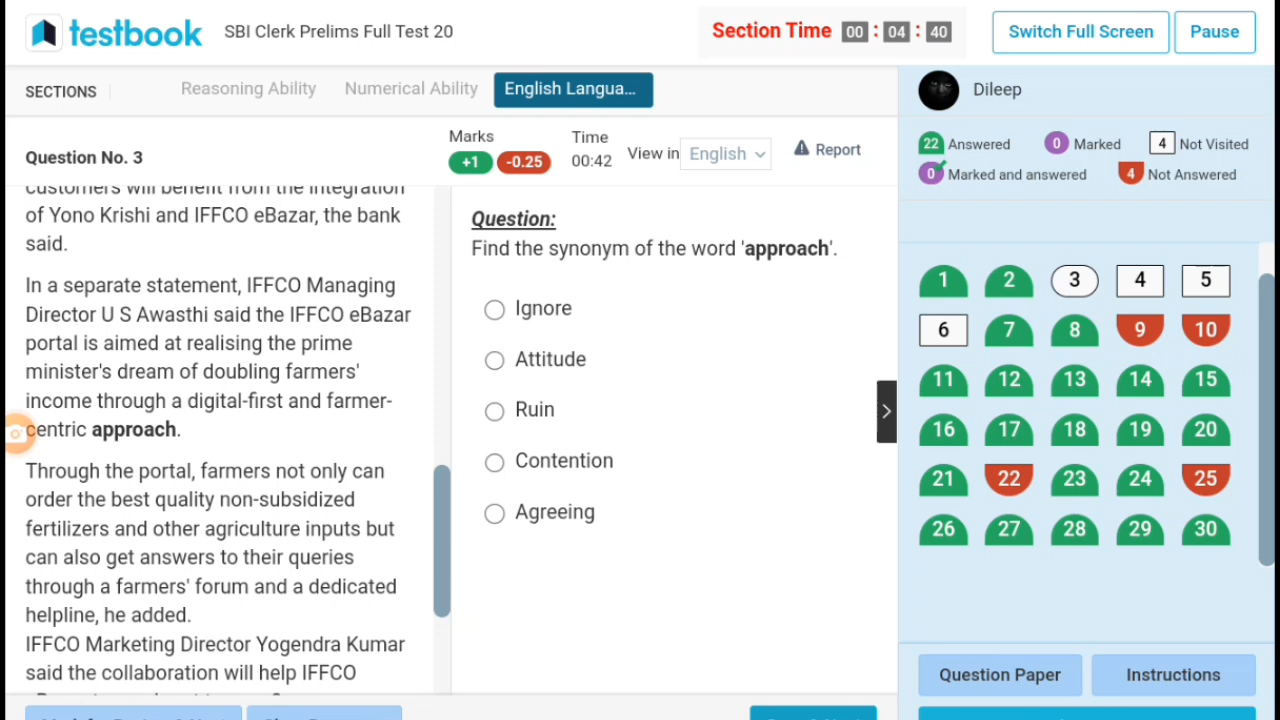 testbook
SBI Clerk Prelims Full Test 20
Section Time 00 : 04 : 40
Switch Full Screen
Pause
SECTIONS
Reasoning Ability
Numerical Ability
English Langua...
Dileep
Question No. 3
Marks
+1 -0.25
Time
00:42
View in English
Report
22 Answered
0 Marked
4 Not Visited
0 Marked and answered
4 Not Answered
customers will benefit from the integration
of Yono Krishi and IFFCO eBazar, the bank
said.
In a separate statement, IFFCO Managing
Director U S Awasthi said the IFFCO eBazar
portal is aimed at realising the prime
minister's dream of doubling farmers'
income through a digital-first and farmer-
centric approach.
Through the portal, farmers not only can
order the best quality non-subsidized
fertilizers and other agriculture inputs but
can also get answers to their queries
through a farmers' forum and a dedicated
helpline, he added.
IFFCO Marketing Director Yogendra Kumar
said the collaboration will help IFFCO
Question:
Find the synonym of the word 'approach'.
Ignore
Attitude
Ruin
Contention
Agreeing
1 2 3 4 5
6 7 8 9 10
11 12 13 14 15
16 17 18 19 20
21 22 23 24 25
26 27 28 29 30
Question Paper
Instructions